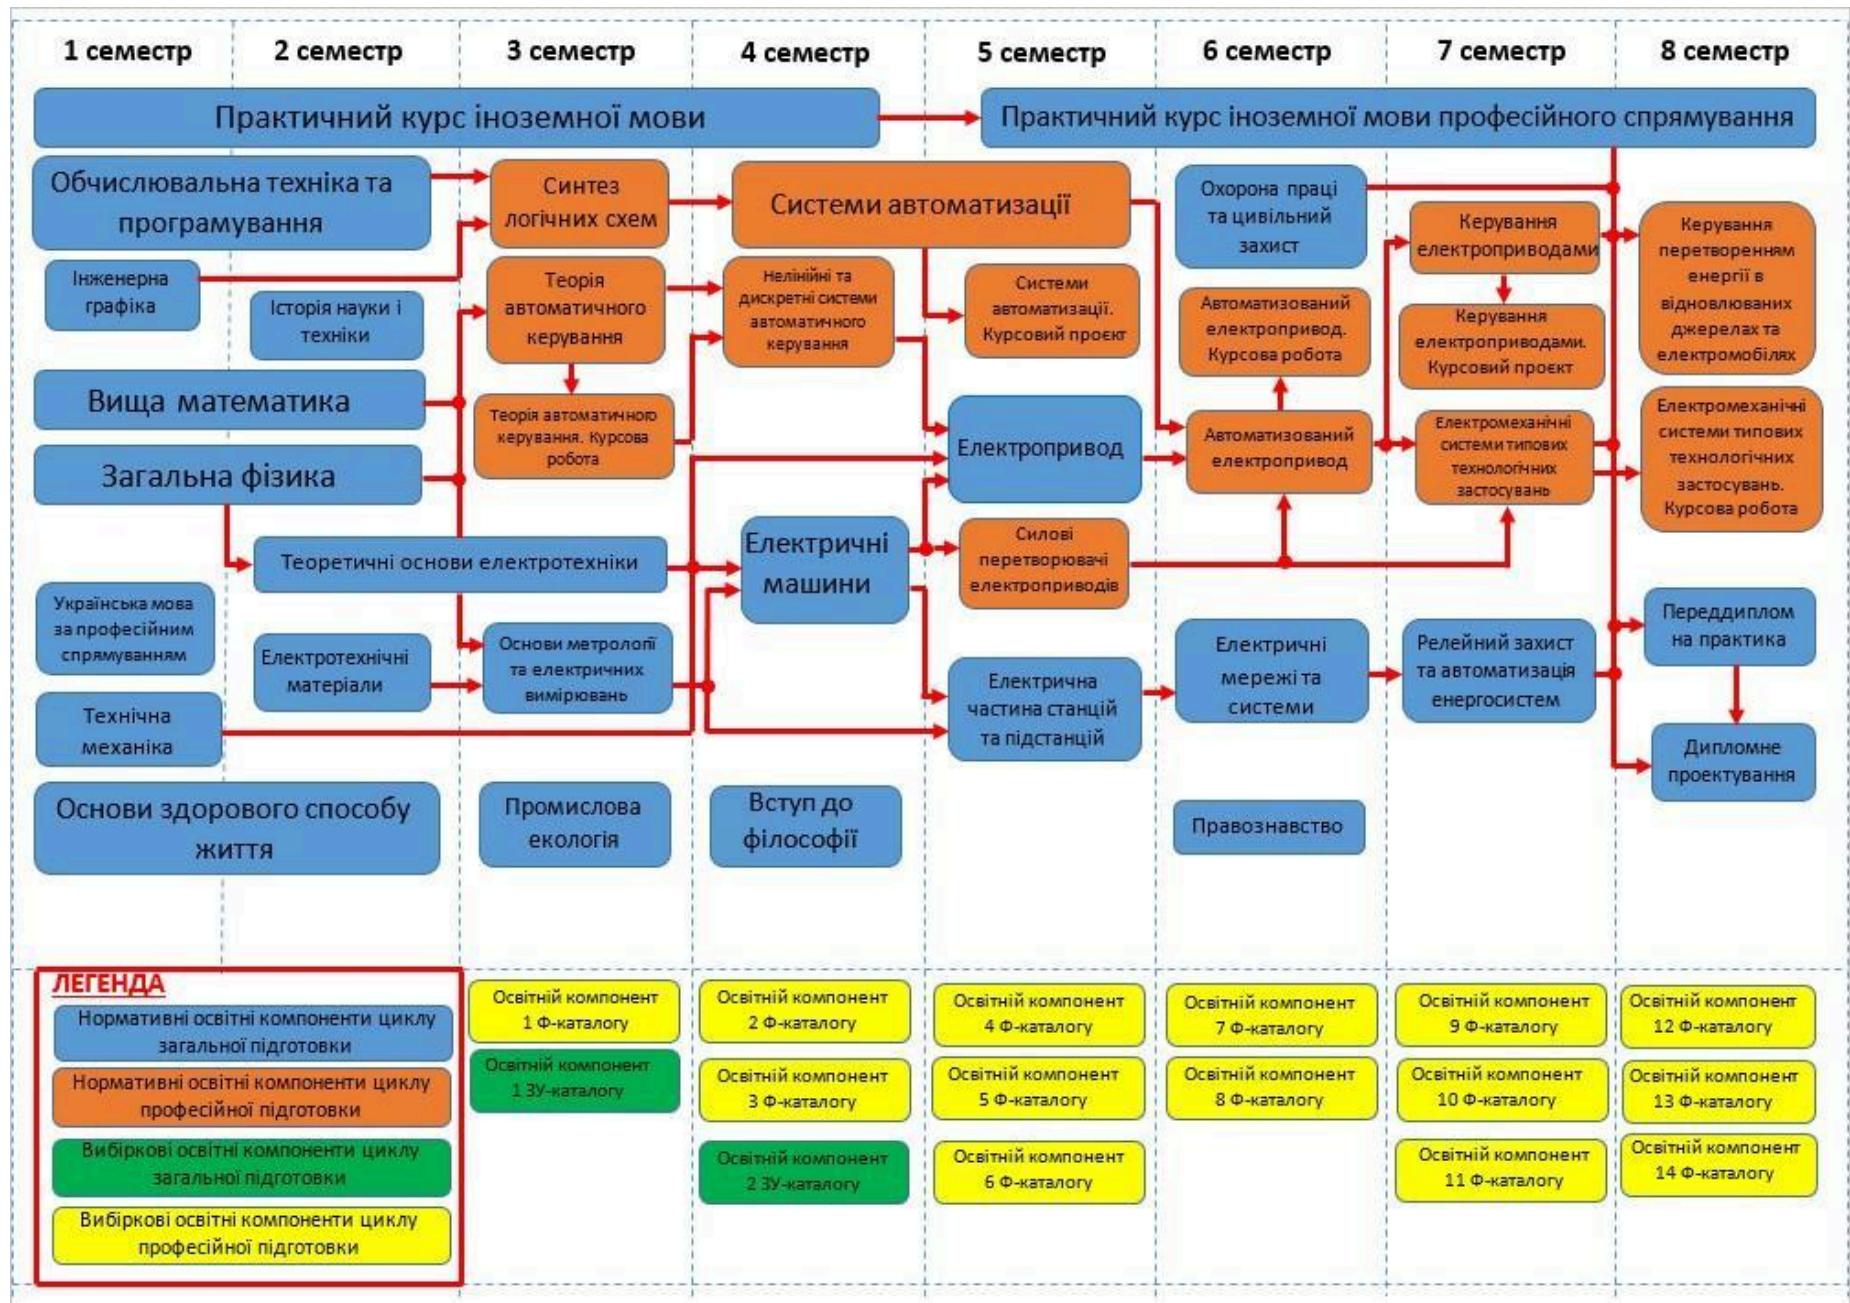 1 семестр
2 семестр
3 семестр
4 семестр
5 семестр
6 семестр
7 семестр
8 семестр
Практичний курс іноземної мови
Практичний курс іноземної мови професійного спрямування
Обчислювальна техніка та
програмування
Інженерна
графіка
Історія науки і
техніки
Вища математика
Загальна фізика
Теоретичні основи електротехніки
Українська мова
за професійним
спрямуванням
Електротехнічні
матеріали
Технічна
механіка
Основи здорового способу
життя
Синтез
логічних схем
Теорія
автоматичного
керування
Теорія автоматичного
керування. Курсова
робота
Основи метрології
та електричних
вимірювань
Промислова
екологія
Системи автоматизації
Нелінійні та
дискретні системи
автоматичного
керування
Електричні
машини
Вступ до
філософії
Системи
автоматизації.
Курсовий проєкт
Електропривод
Силові
перетворювачі
електроприводів
Електрична
частина станцій
та підстанцій
Охорона праці
та цивільний
захист
Автоматизований
електропривод.
Курсова робота
Автоматизований
електропривод
Електричні
мережі та
системи
Правознавство
Керування
електроприводами
Керування
електроприводами.
Курсовий проєкт
Електромеханічні
системи типових
технологічних
застосувань
Релейний захист
та автоматизація
енергосистем
Керування
перетворенням
енергії в
відновлюваних
джерелах та
електромобілях
Електромеханічні
системи типових
технологічних
застосувань.
Курсова робота
Переддиплом
на практика
Дипломне
проектування
ЛЕГЕНДА
Нормативні освітні компоненти циклу
загальної підготовки
Нормативні освітні компоненти циклу
професійної підготовки
Вибіркові освітні компоненти циклу
загальної підготовки
Вибіркові освітні компоненти циклу
професійної підготовки
Освітній компонент
1 Ф-каталогу
Освітній компонент
1 ЗУ-каталогу
Освітній компонент
2 Ф-каталогу
Освітній компонент
3 Ф-каталогу
Освітній компонент
2 ЗУ-каталогу
Освітній компонент
4 Ф-каталогу
Освітній компонент
5 Ф-каталогу
Освітній компонент
6 Ф-каталогу
Освітній компонент
7 Ф-каталогу
Освітній компонент
8 Ф-каталогу
Освітній компонент
9 Ф-каталогу
Освітній компонент
10 Ф-каталогу
Освітній компонент
11 Ф-каталогу
Освітній компонент
12 Ф-каталогу
Освітній компонент
13 Ф-каталогу
Освітній компонент
14 Ф-каталогу